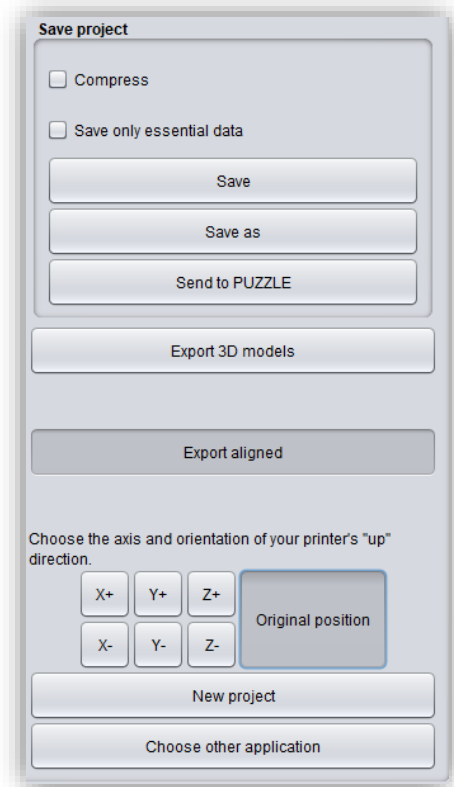 Save project
Compress
Save only essential data
Save
Save as
Send to PUZZLE
Export 3D models
Export aligned
Choose the axis and orientation of your printer's "up"
direction.
X+ Y+ Z+
Original position
X- Y- Z-
New project
Choose other application